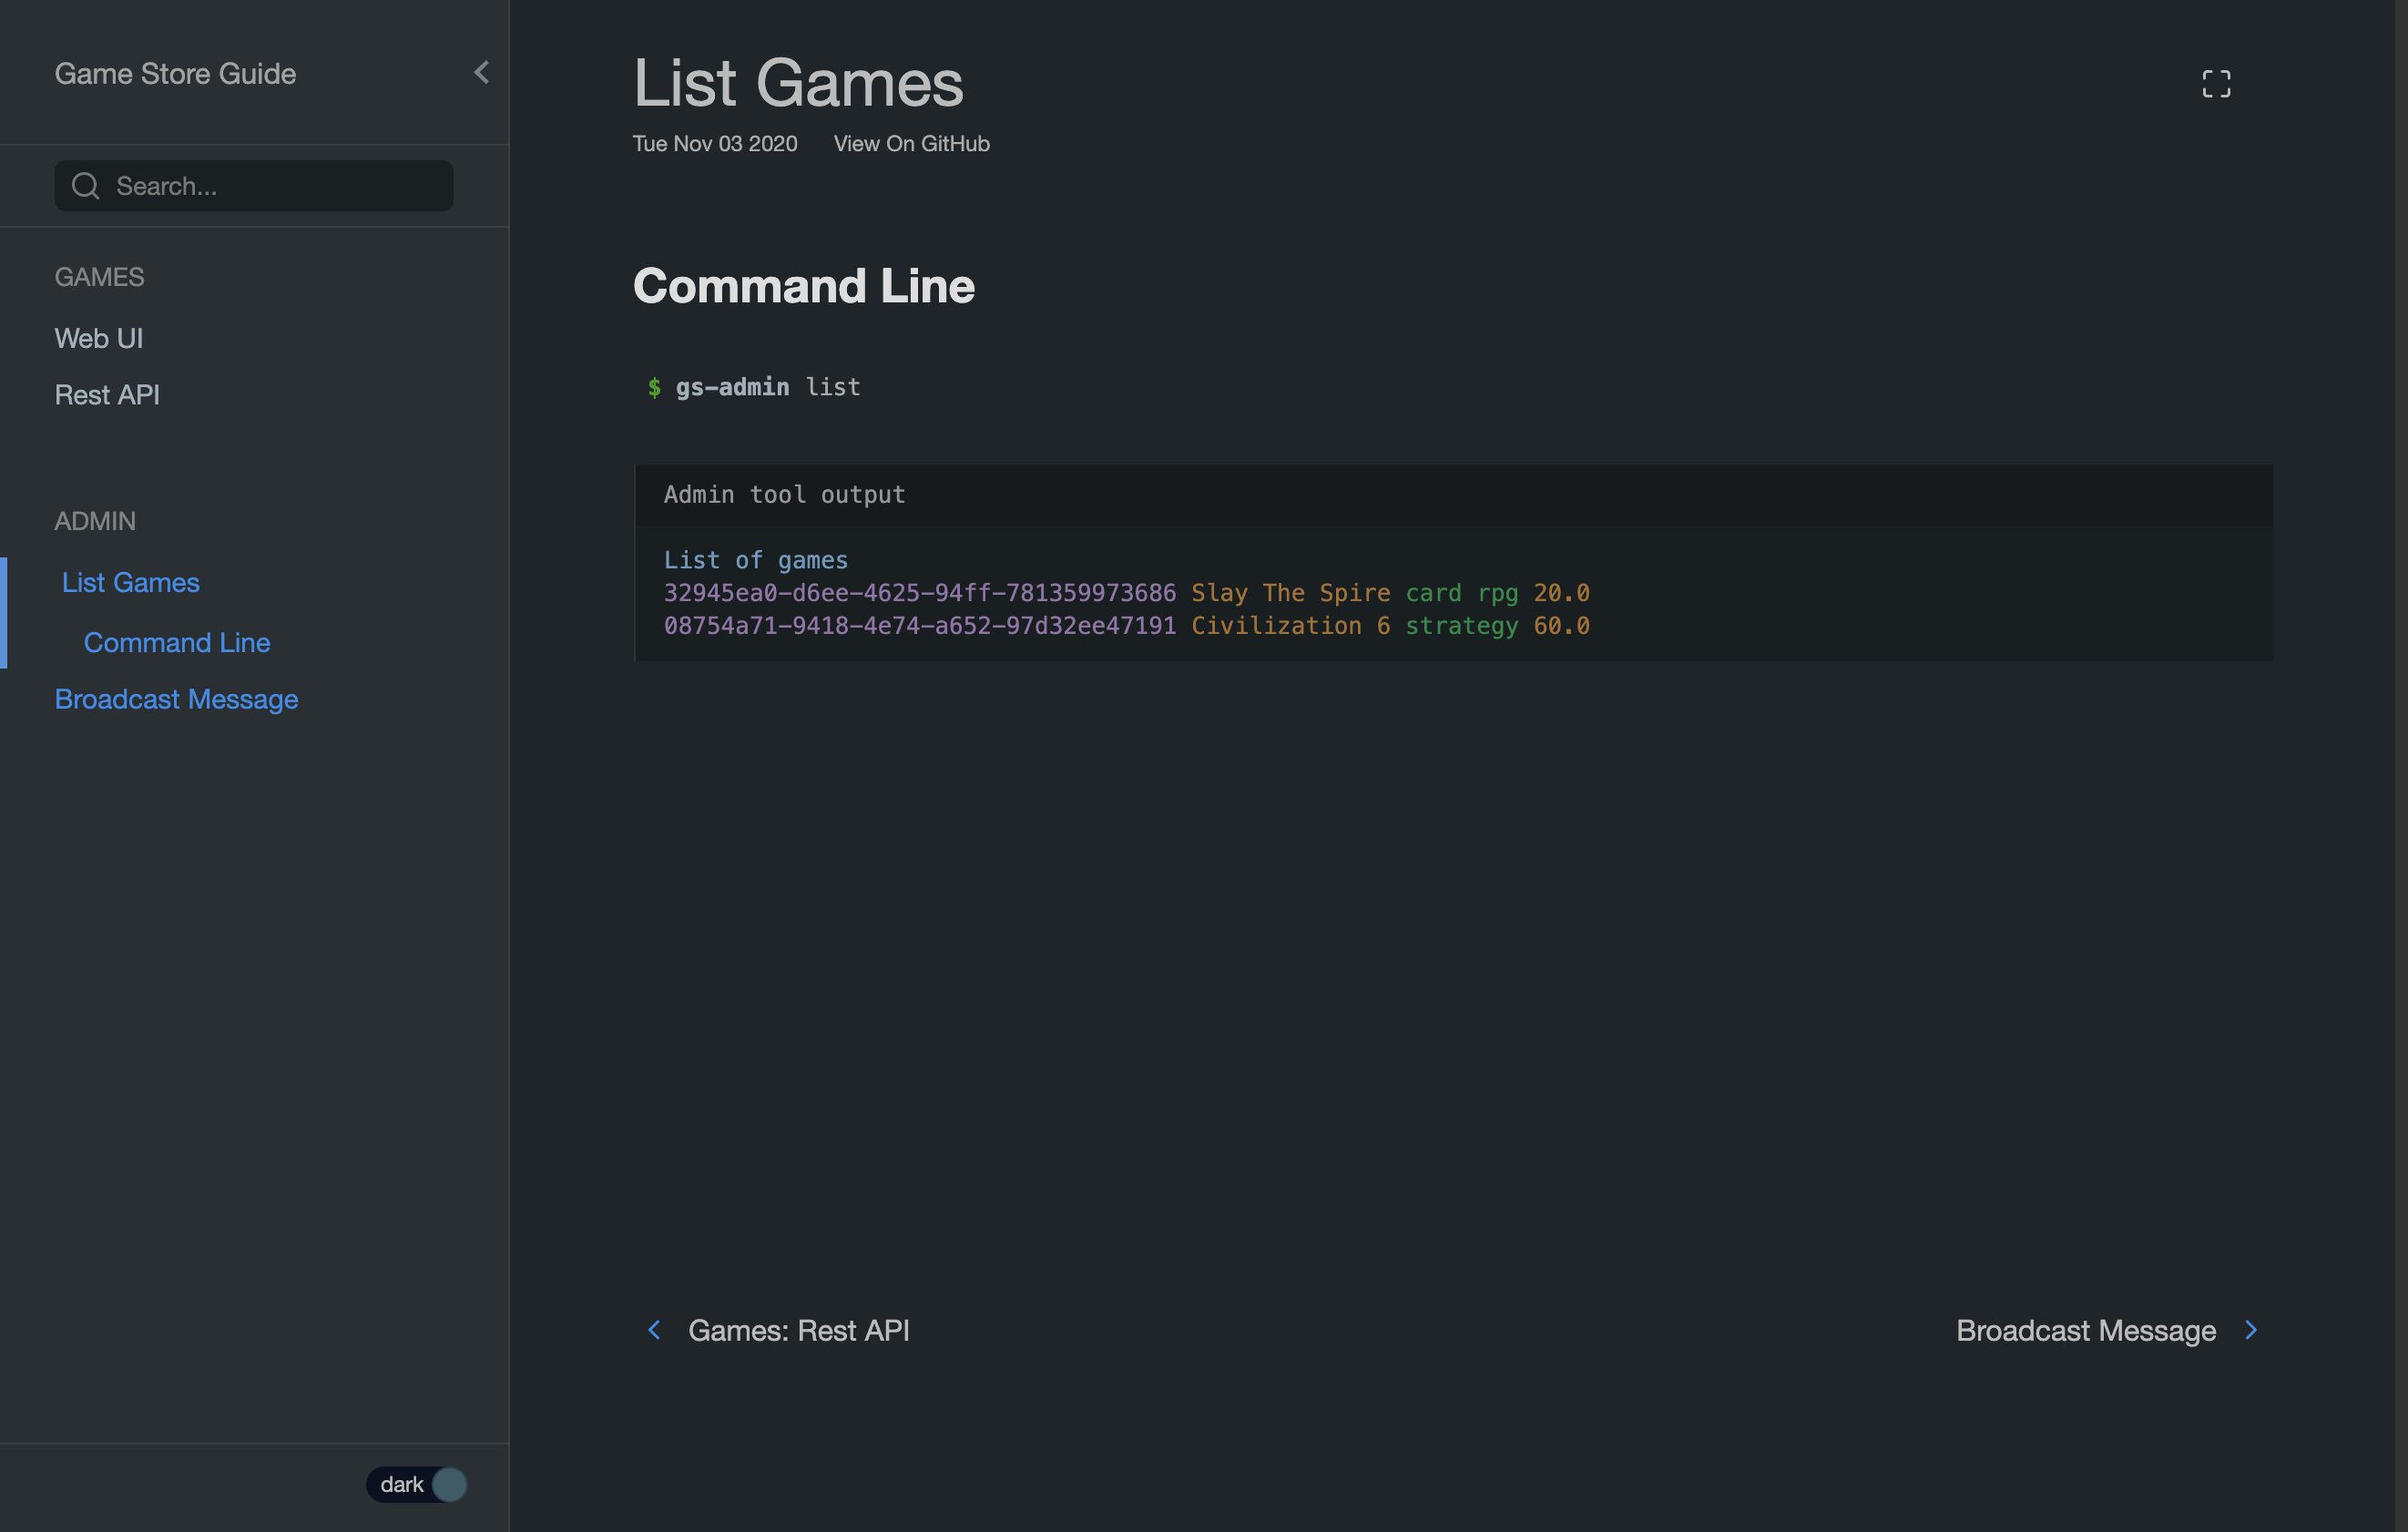 Game Store Guide
Search...
GAMES
Web UI
Rest API
ADMIN
List Games
Command Line
Broadcast Message
dark
List Games
Tue Nov 03 2020 View On GitHub
Command Line
$ gs-admin list
Admin tool output
List of games
32945ea0-d6ee-4625-94ff-781359973686 Slay The Spire card rpg 20.0
08754a71-9418-4e74-a652-97d32ee47191 Civilization 6 strategy 60.0
Games: Rest API
Broadcast Message